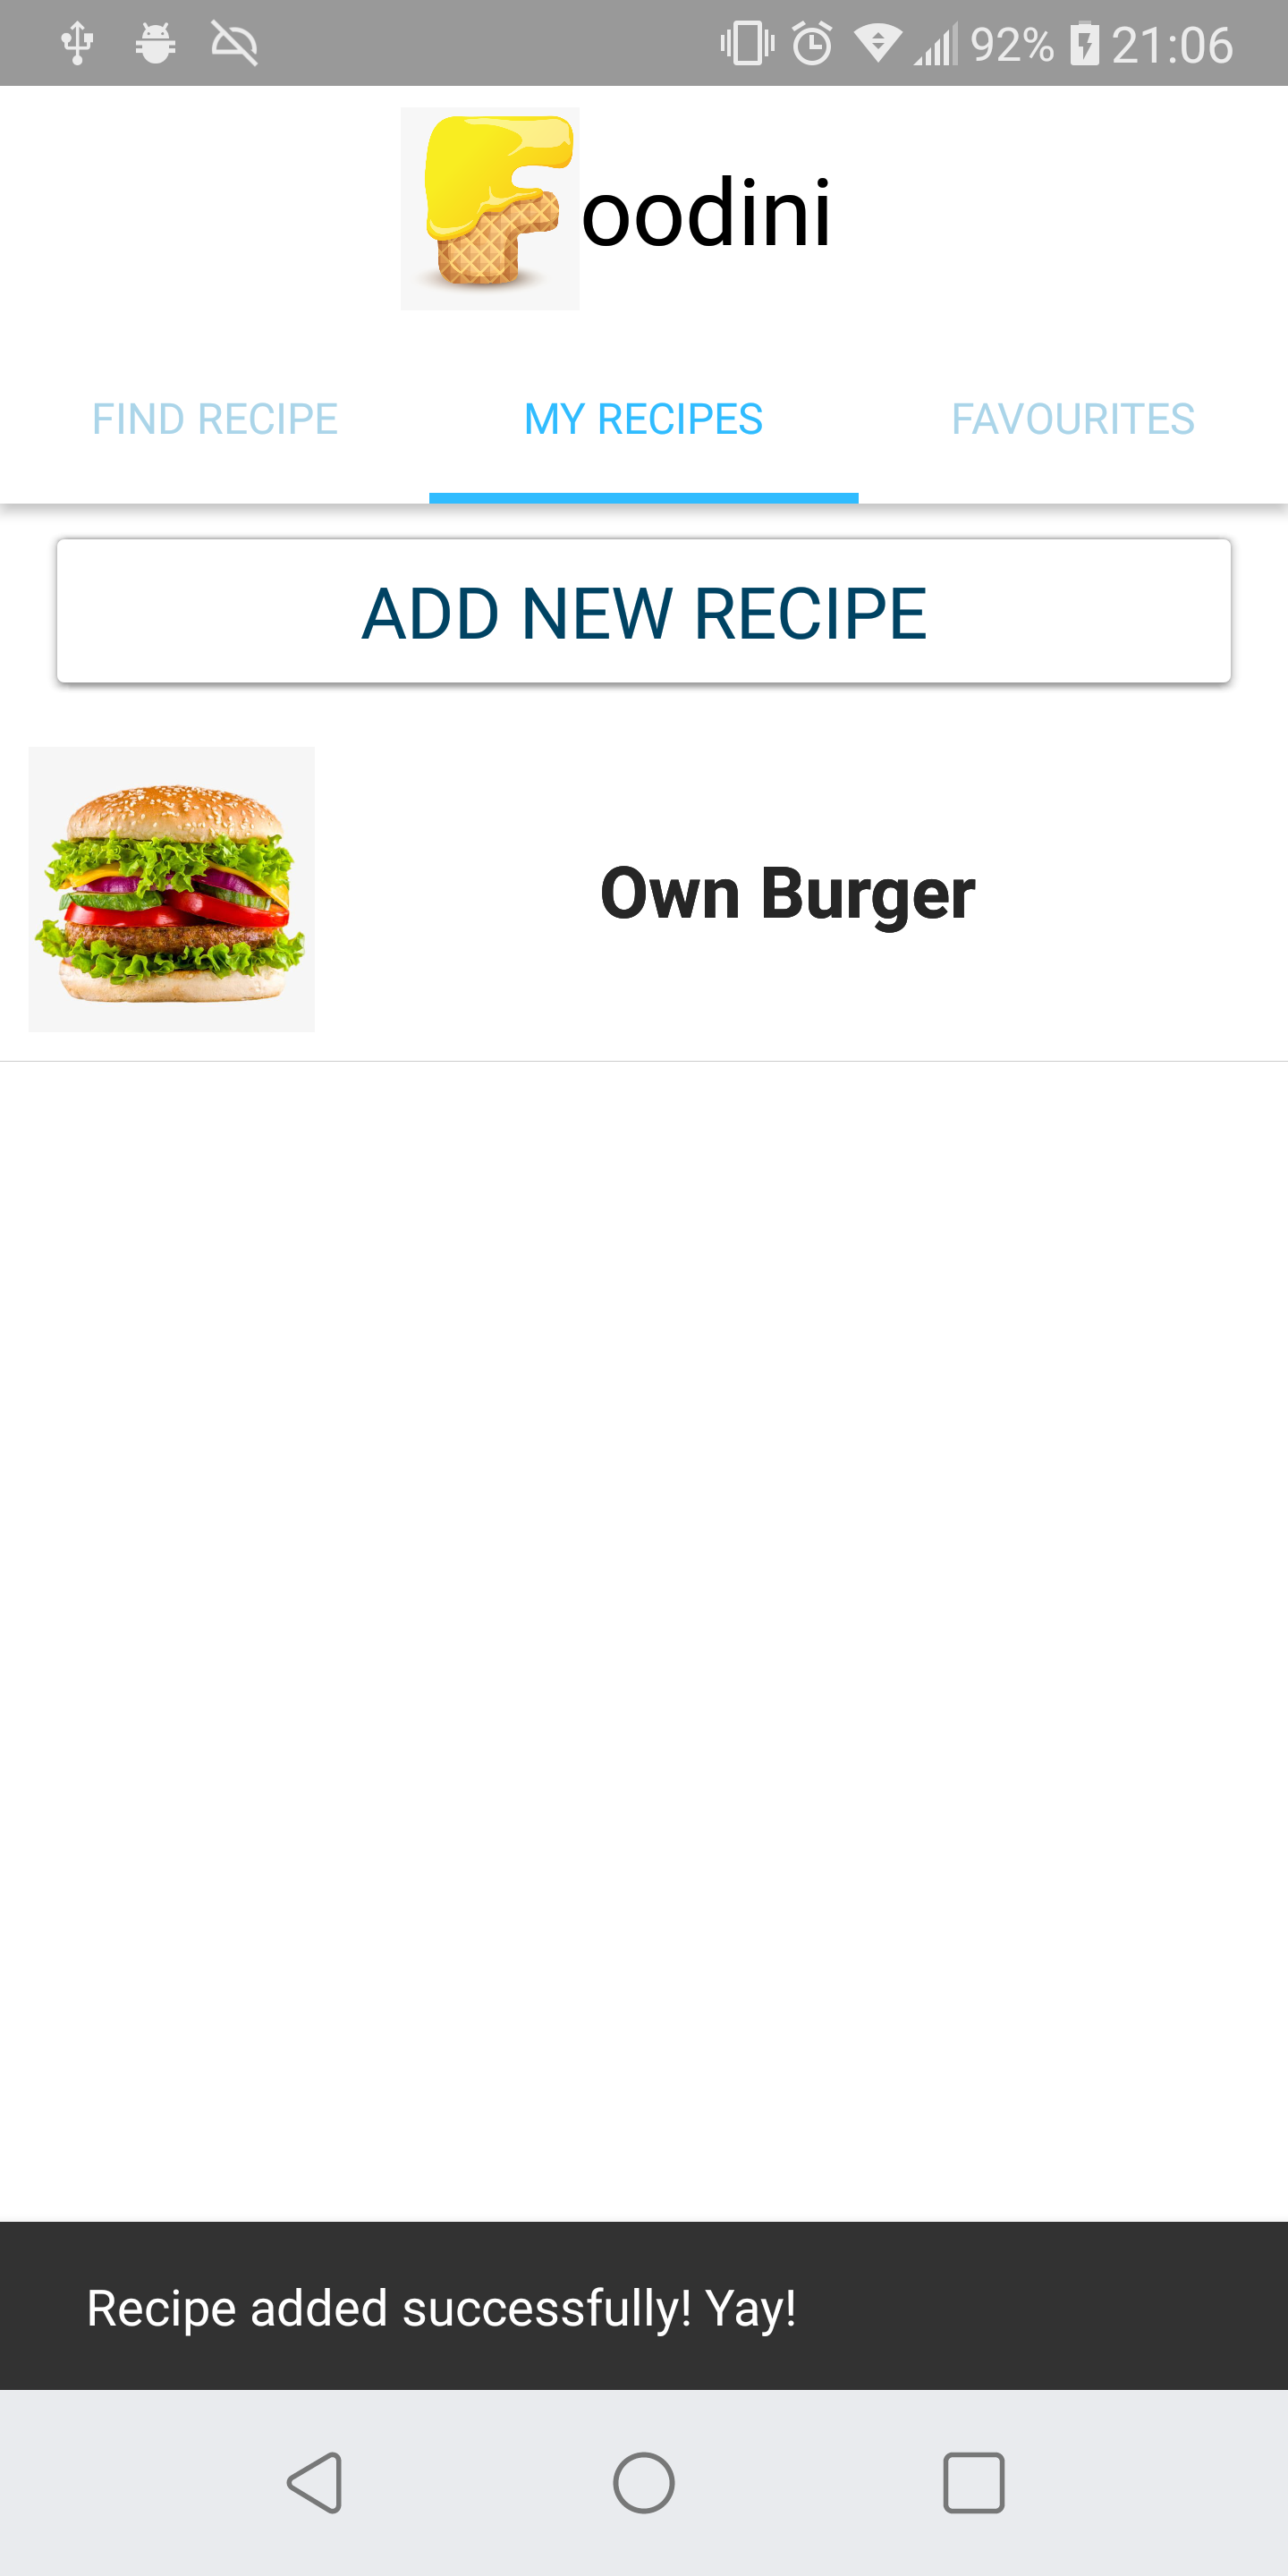 92% 21:06
Foodini
FIND RECIPE MY RECIPES FAVOURITES
ADD NEW RECIPE
Own Burger
Recipe added successfully! Yay!